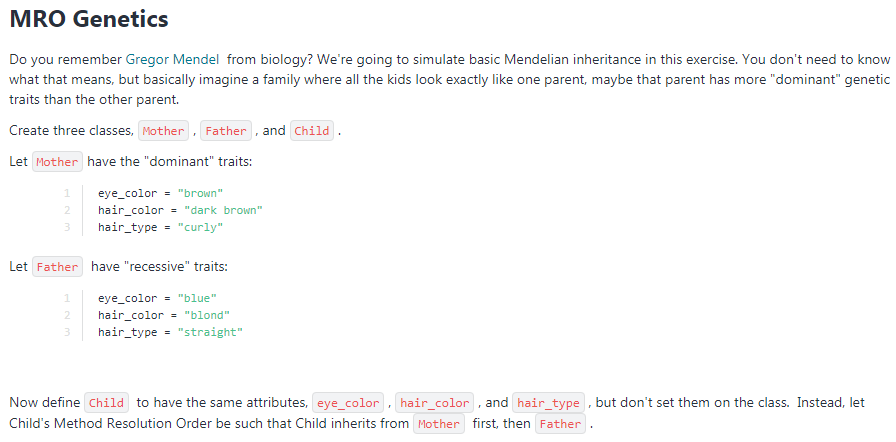 MRO Genetics
Do you remember Gregor Mendel from biology? We're going to simulate basic Mendelian inheritance in this exercise. You don't need to know
what that means, but basically imagine a family where all the kids look exactly like one parent, maybe that parent has more "dominant" genetic
traits than the other parent.
Create three classes, Mother , Father , and Child .
Let Mother have the "dominant" traits:
1 eye_color = "brown"
2 hair_color = "dark brown"
3 hair_type = "curly"
Let Father have "recessive" traits:
1 eye_color = "blue"
2 hair_color = "blond"
3 hair_type = "straight"
Now define Child to have the same attributes, eye_color , hair_color , and hair_type , but don't set them on the class. Instead, let
Child's Method Resolution Order be such that Child inherits from Mother first, then Father .